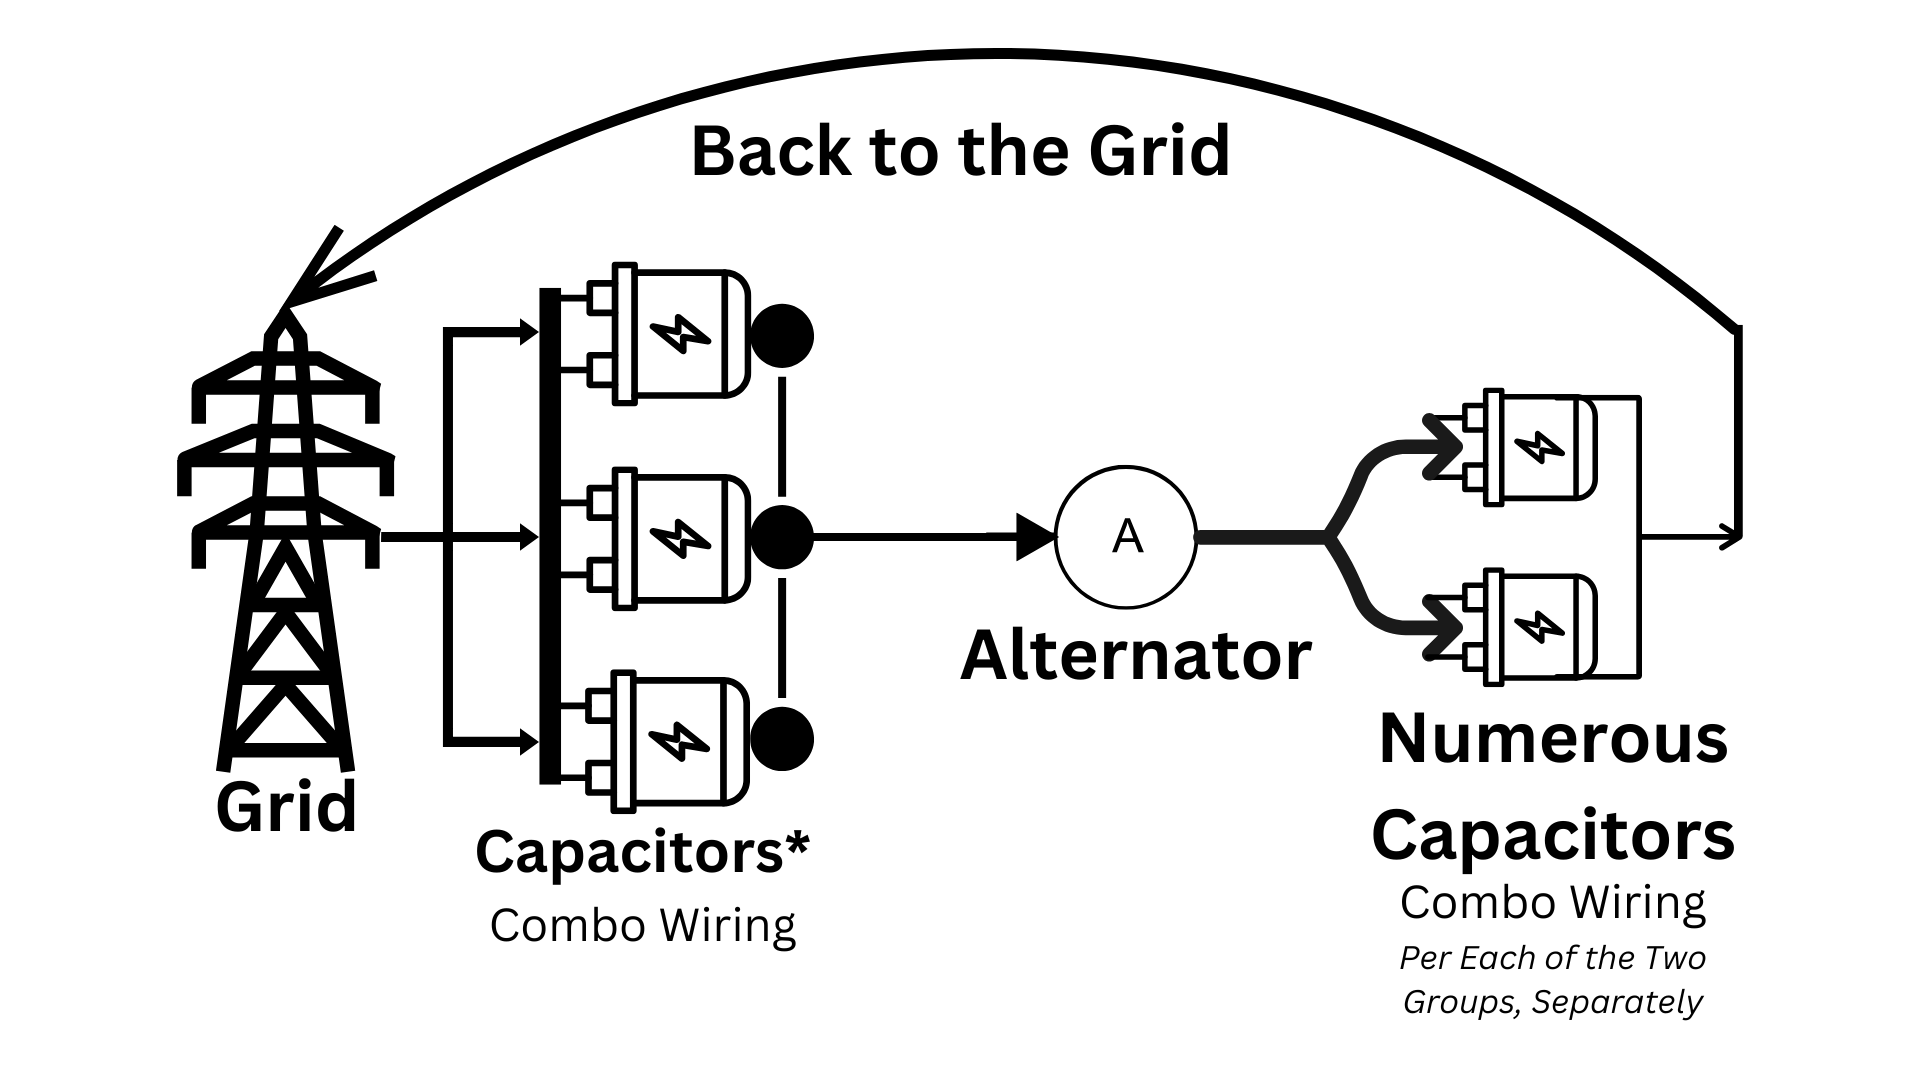 Back to the Grid
A
Alternator
Grid
Capacitors*
Combo Wiring
Numerous
Capacitors
Combo Wiring
Per Each of the Two
Groups, Separately